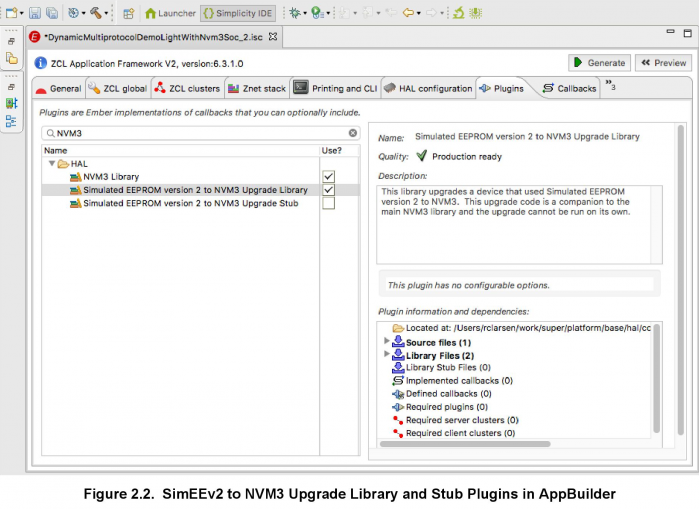 Launcher
Simplicity IDE
*DynamicMultiprotocolDemoLightWithNvm3Soc_2.isc
ZCL Application Framework V2, version:6.3.1.0
Generate
Preview
General
ZCL global
ZCL clusters
Znet stack
Printing and CLI
HAL configuration
Plugins
Callbacks
»3
Plugins are Ember implementations of callbacks that you can optionally include.
NVM3
Name Use?
HAL
NVM3 Library
Simulated EEPROM version 2 to NVM3 Upgrade Library
Simulated EEPROM version 2 to NVM3 Upgrade Stub
Name: Simulated EEPROM version 2 to NVM3 Upgrade Library
Quality: Production ready
Description:
This library upgrades a device that used Simulated EEPROM
version 2 to NVM3. This upgrade code is a companion to the
main NVM3 library and the upgrade cannot be run on its own.
This plugin has no configurable options.
Plugin information and dependencies:
Located at: /Users/rclarsen/work/super/platform/base/hal/cc
Source files (1)
Library Files (2)
Library Stub Files (0)
Implemented callbacks (0)
Defined callbacks (0)
Required plugins (0)
Required server clusters (0)
Required client clusters (0)
Figure 2.2. SimEEv2 to NVM3 Upgrade Library and Stub Plugins in AppBuilder